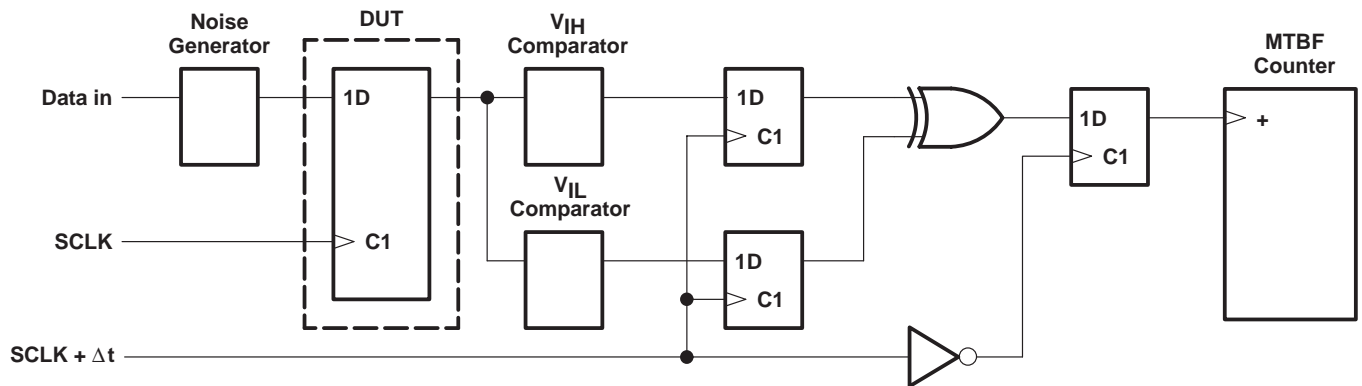 Noise
Generator
DUT
VIH
Comparator
MTBF
Counter
Data in
1D
1D
1D
+
C1
C1
VIL
Comparator
SCLK
C1
1D
C1
SCLK + Δt